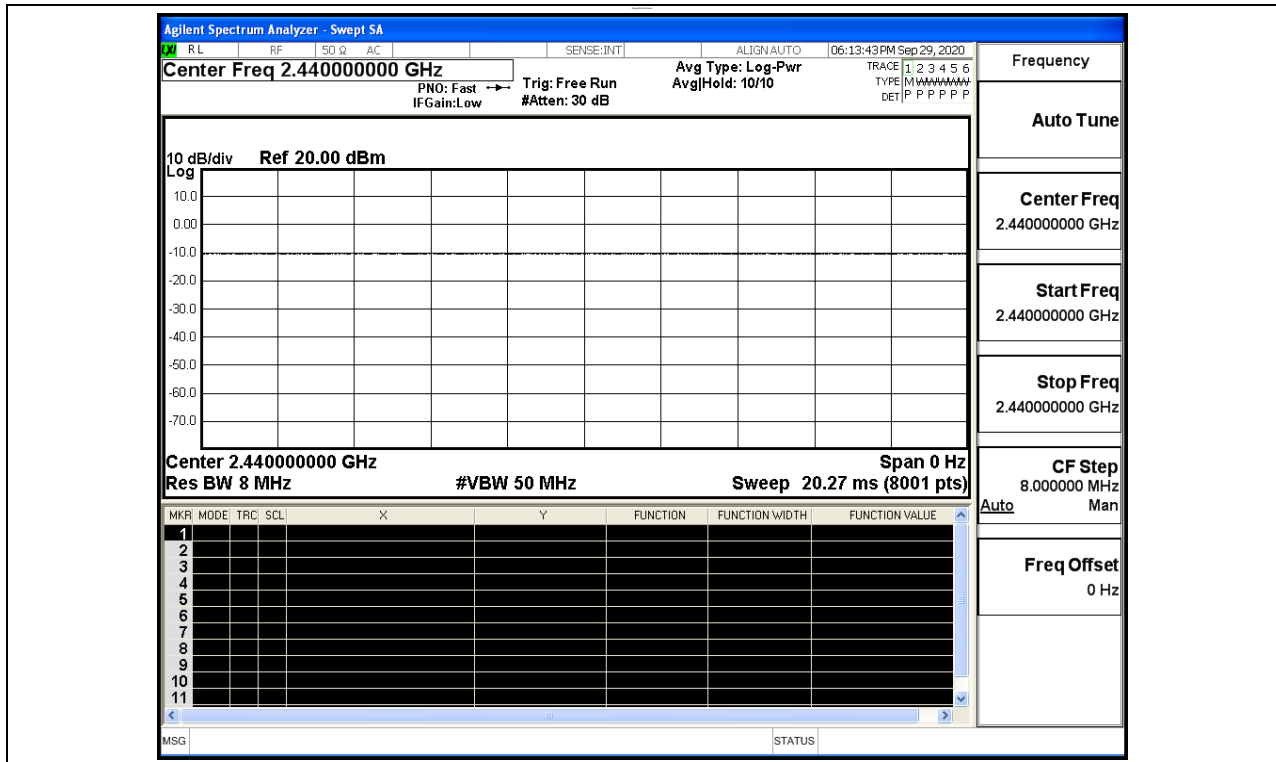 Agilent Spectrum Analyzer - Swept SA
LXI RL RF 50 Ω AC SENSE:INT ALIGNAUTO 06:13:43PM Sep 29, 2020
Center Freq 2.440000000 GHz
PNO: Fast
IFGain:Low
Trig: Free Run
#Atten: 30 dB
Avg Type: Log-Pwr
Avg|Hold: 10/10
TRACE 1 2 3 4 5 6
TYPE M W W W W W
DET P P P P P P
10 dB/div Ref 20.00 dBm
Log
10.0
0.00
-10.0
-20.0
-30.0
-40.0
-50.0
-60.0
-70.0
Center 2.440000000 GHz Span 0 Hz
Res BW 8 MHz #VBW 50 MHz Sweep 20.27 ms (8001 pts)
MKR MODE TRC SCL X Y FUNCTION FUNCTION WIDTH FUNCTION VALUE
1
2
3
4
5
6
7
8
9
10
11
MSG STATUS
Frequency
Auto Tune
Center Freq
2.440000000 GHz
Start Freq
2.440000000 GHz
Stop Freq
2.440000000 GHz
CF Step
8.000000 MHz
Auto Man
Freq Offset
0 Hz